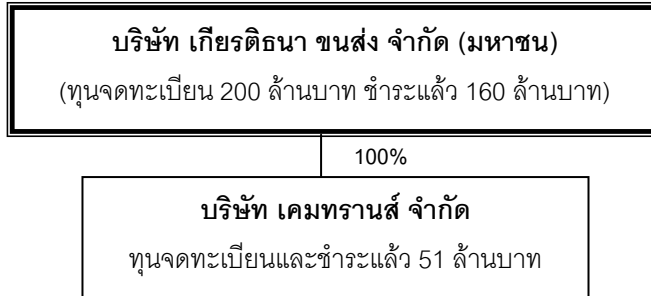 บริษัท เกียรติธนา ขนส่ง จำกัด (มหาชน)
(ทุนจดทะเบียน 200 ล้านบาท ชำระแล้ว 160 ล้านบาท)
100%
บริษัท เคมทรานส์ จำกัด
ทุนจดทะเบียนและชำระแล้ว 51 ล้านบาท